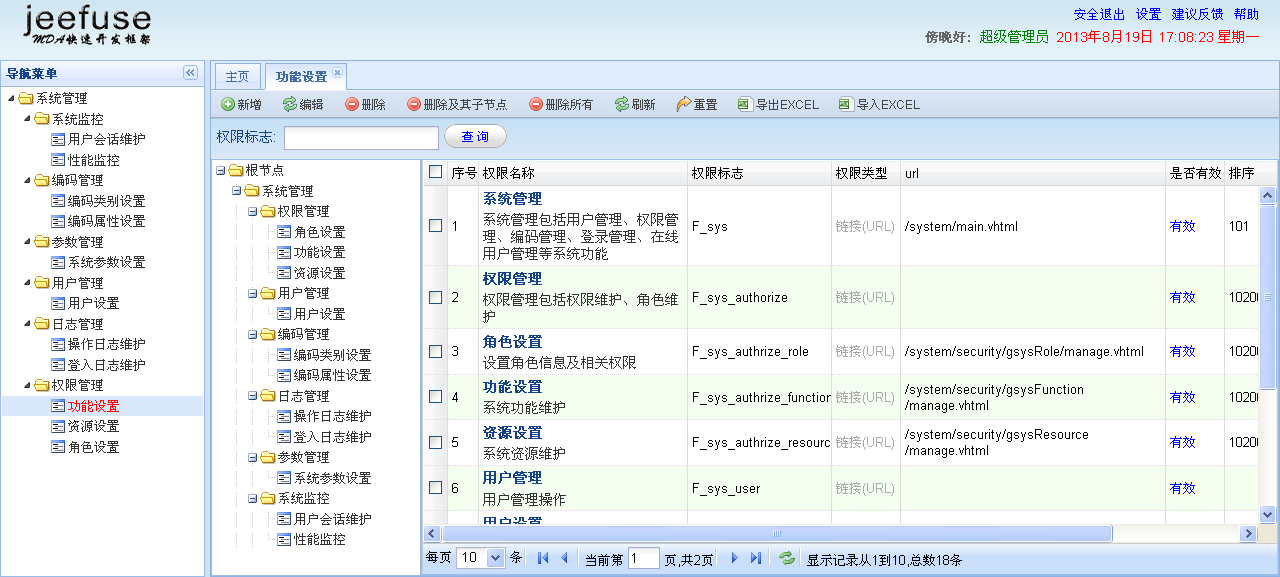 jeefuse
MDA快速开发框架
安全退出 设置 建议反馈 帮助
傍晚好: 超级管理员 2013年8月19日 17:08:23 星期一
导航菜单
系统管理
系统监控
用户会话维护
性能监控
编码管理
编码类别设置
编码属性设置
参数管理
系统参数设置
用户管理
用户设置
日志管理
操作日志维护
登入日志维护
权限管理
功能设置
资源设置
角色设置
主页 功能设置
新增 编辑 删除 删除及其子节点 删除所有 刷新 重置 导出EXCEL 导入EXCEL
权限标志: 查询
根节点
系统管理
权限管理
角色设置
功能设置
资源设置
用户管理
用户设置
编码管理
编码类别设置
编码属性设置
日志管理
操作日志维护
登入日志维护
参数管理
系统参数设置
系统监控
用户会话维护
性能监控
序号 权限名称 权限标志 权限类型 url 是否有效 排序
系统管理
1 系统管理包括用户管理、权限管理、编码管理、登录管理、在线用户管理等系统功能 F_sys 链接(URL) /system/main.vhtml 有效 101
权限管理
2 权限管理包括权限维护、角色维护 F_sys_authorize 链接(URL) 有效 1020
角色设置
3 设置角色信息及相关权限 F_sys_authrize_role 链接(URL) /system/security/gsysRole/manage.vhtml 有效 1020
功能设置
4 系统功能维护 F_sys_authrize_function 链接(URL) /system/security/gsysFunction/manage.vhtml 有效 1020
资源设置
5 系统资源维护 F_sys_authrize_resourc 链接(URL) /system/security/gsysResource/manage.vhtml 有效 1020
用户管理
6 用户管理操作 F_sys_user 链接(URL) 有效
用户设置
每页 10 条 当前第 1 页,共2页 显示记录从1到10,总数18条